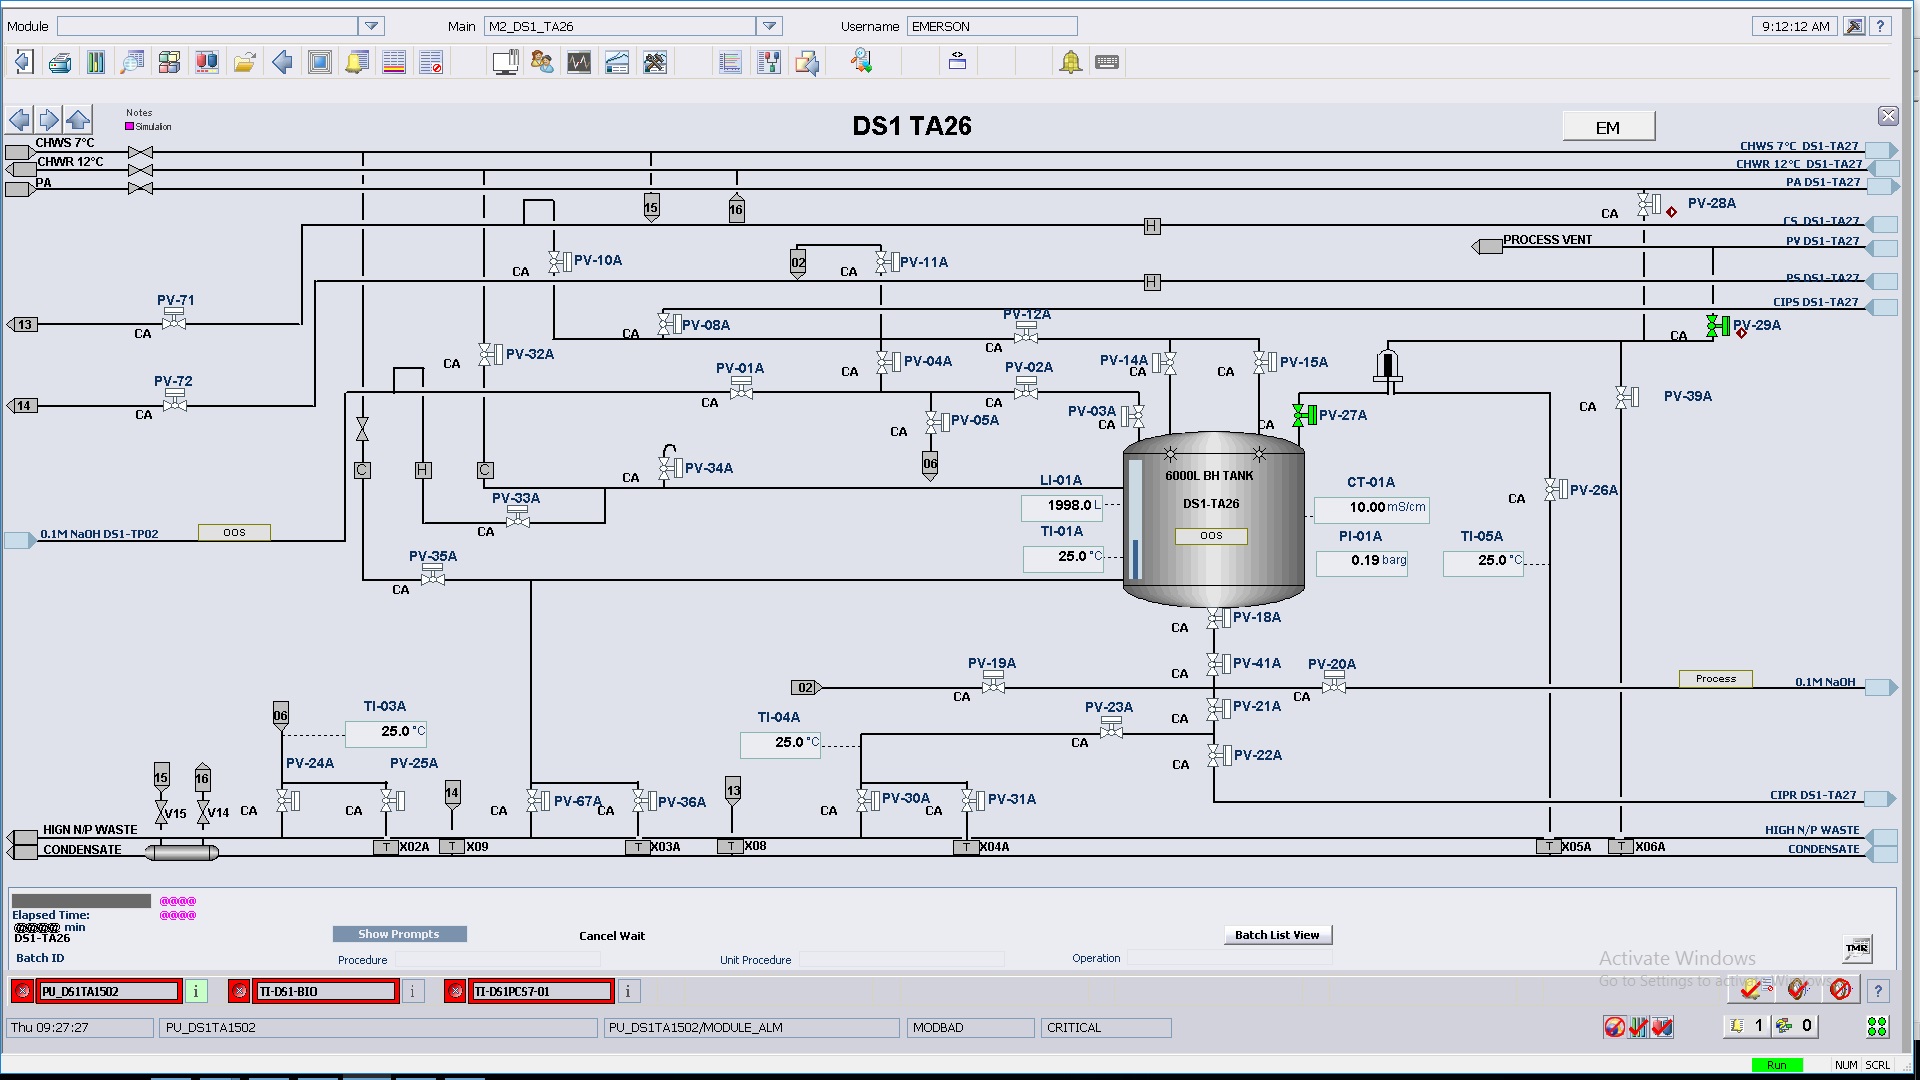 Module
Main M2_DS1_TA26
Username EMERSON
9:12:12 AM
?
Notes
Simulation
DS1 TA26
EM
CHWS 7°C
CHWR 12°C
PA
CHWS 7°C DS1-TA27
CHWR 12°C DS1-TA27
PA DS1-TA27
15
16
CA
PV-28A
CS DS1-TA27
H
PROCESS VENT
PV DS1-TA27
CA
PV-10A
02
CA
PV-11A
H
PS DS1-TA27
PV-71
CIPS DS1-TA27
13
CA
CA
PV-08A
PV-12A
CA
CA
PV-29A
CA
PV-32A
CA
PV-04A
PV-14A
CA
CA
PV-15A
PV-72
PV-01A
CA
PV-02A
CA
14
CA
CA
PV-05A
PV-03A
CA
CA
PV-27A
CA
PV-39A
C
H
C
CA
PV-34A
06
6000L BH TANK
DS1-TA26
OOS
LI-01A
1998.0 L
TI-01A
25.0 °C
CT-01A
10.00 mS/cm
PI-01A
0.19 barg
CA
PV-26A
TI-05A
25.0 °C
PV-33A
CA
0.1M NaOH DS1-TP02
OOS
PV-35A
CA
CA
PV-18A
CA
PV-41A
02
PV-19A
CA
PV-20A
CA
Process
0.1M NaOH
06
TI-03A
25.0 °C
TI-04A
25.0 °C
PV-23A
CA
CA
PV-21A
CA
PV-22A
15
16
V15
V14
PV-24A
CA
PV-25A
CA
14
CA
PV-67A
CA
PV-36A
13
CA
PV-30A
CA
PV-31A
CIPR DS1-TA27
HIGN N/P WASTE
HIGH N/P WASTE
CONDENSATE
T X02A
T X09
T X03A
T X08
T X04A
T X05A
T X06A
CONDENSATE
@@@@
Elapsed Time:
@@@@
@@@@ min
DS1-TA26
Show Prompts
Cancel Wait
Batch List View
TMR
Batch ID
Procedure
Unit Procedure
Operation
Activate Windows
Go to Settings to activate Windows.
PU_DS1TA1502
i
TI-DS1-BIO
i
TI-DS1PCS7-01
i
?
Thu 09:27:27
PU_DS1TA1502
PU_DS1TA1502/MODULE_ALM
MODBAD
CRITICAL
1
0
Run
NUM
SCRL